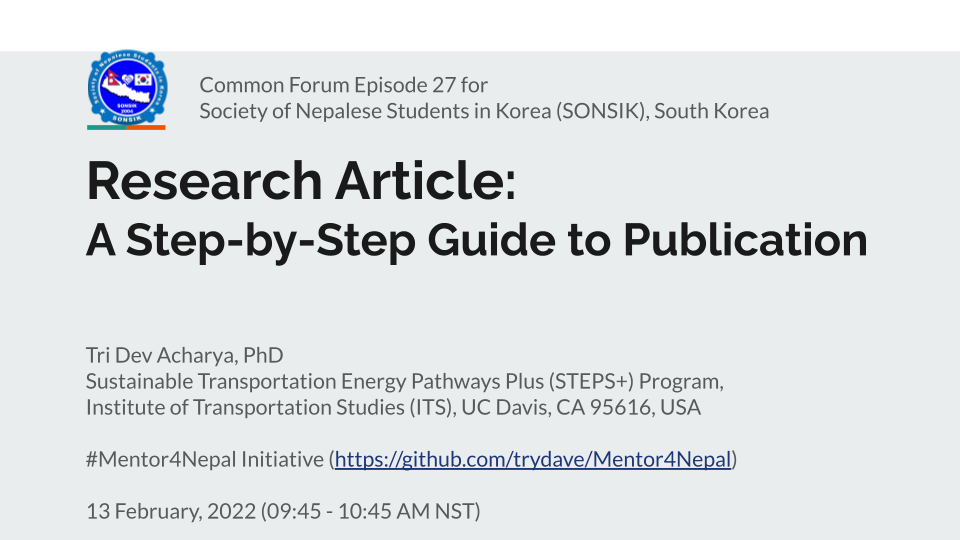 Society of Nepalese Students in Korea
SONSIK
2004
SONSIK
Common Forum Episode 27 for
Society of Nepalese Students in Korea (SONSIK), South Korea
Research Article:
A Step-by-Step Guide to Publication
Tri Dev Acharya, PhD
Sustainable Transportation Energy Pathways Plus (STEPS+) Program,
Institute of Transportation Studies (ITS), UC Davis, CA 95616, USA
#Mentor4Nepal Initiative (https://github.com/trydave/Mentor4Nepal)
13 February, 2022 (09:45 - 10:45 AM NST)